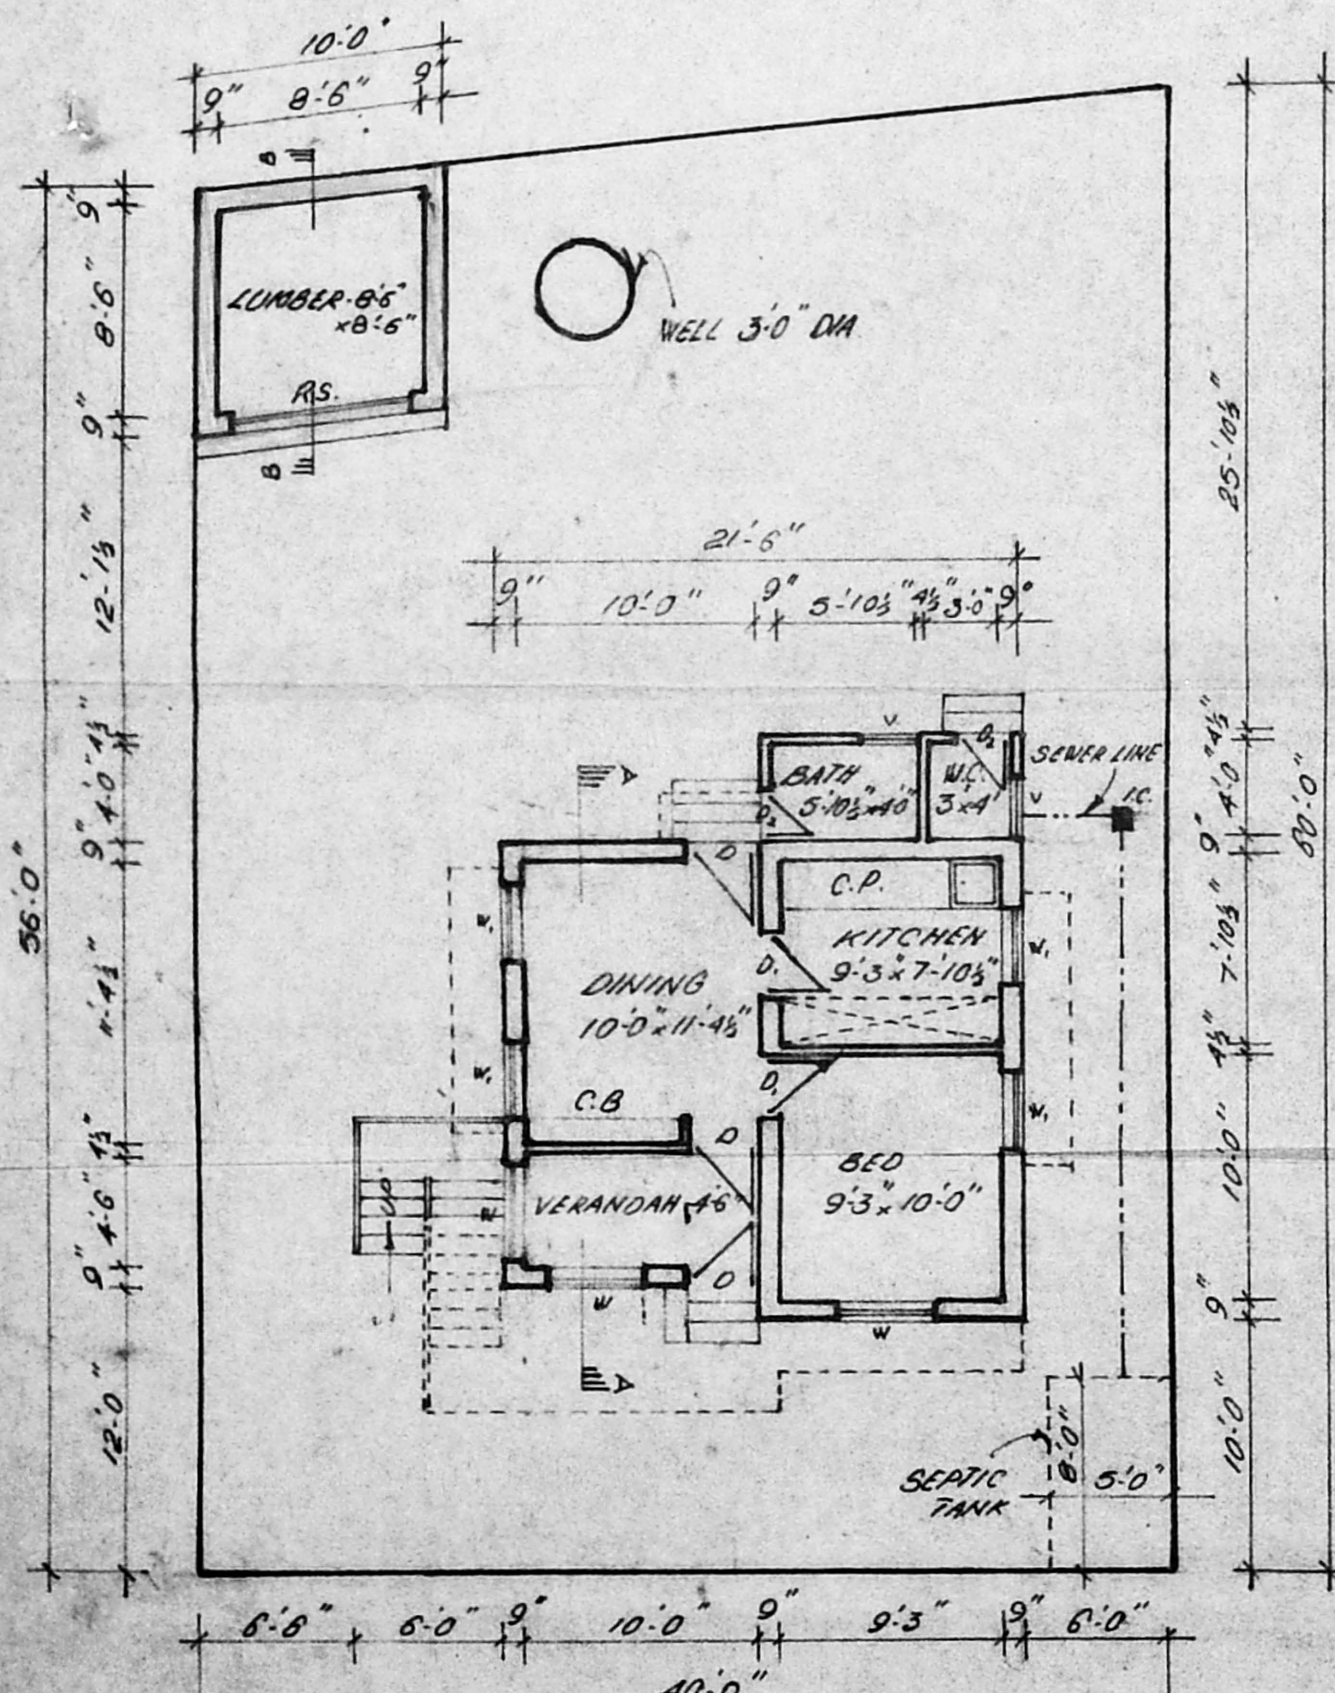 10'-0"
9" 8'-6" 9"
B
9"
8'-6"
9"
12'-1½"
4½"
4'-0"
9"
11'-4½"
4½"
4'-6"
9"
12'-0"
56'-0"
LUMBER-8'6"
x8'-6"
R.S.
B
WELL 3'-0" DIA
21'-6"
9" 10'-0" 9" 5'-10½" 4½" 3'-0" 9"
25'-10½"
4½"
4'-0"
9"
7'-10½"
4½"
10'-0"
9"
10'-0"
60'-0"
A
V
D2
BATH
5'-10½"x4'0"
D2
W.C.
3'x4'
V
SEWER LINE
I.C.
D
C.P.
W1
KITCHEN
9'-3"x7'-10½"
W1
D1
DINING
10'-0"x11'-4½"
W1
D1
C.B
D
W1
BED
9'-3"x10'-0"
UP
VERANDAH 4'6"
D
W
W
A
SEPTIC
TANK
8'-0"
5'-0"
6'-6" 6'-0" 9" 10'-0" 9" 9'-3" 9" 6'-0"
40'-0"